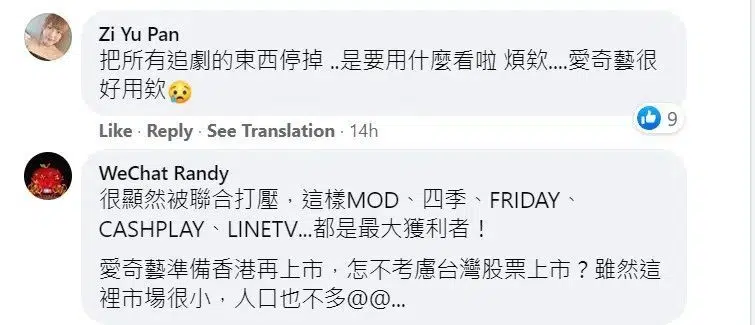 Zi Yu Pan
把所有追劇的東西停掉 ..是要用什麼看啦 煩欸....愛奇藝很
好用欸😢
9
Like · Reply · See Translation · 14h
WeChat Randy
很顯然被聯合打壓，這樣MOD、四季、FRIDAY、
CASHPLAY、LINETV...都是最大獲利者！
愛奇藝準備香港再上市，怎不考慮台灣股票上市？雖然這
裡市場很小，人口也不多@@...